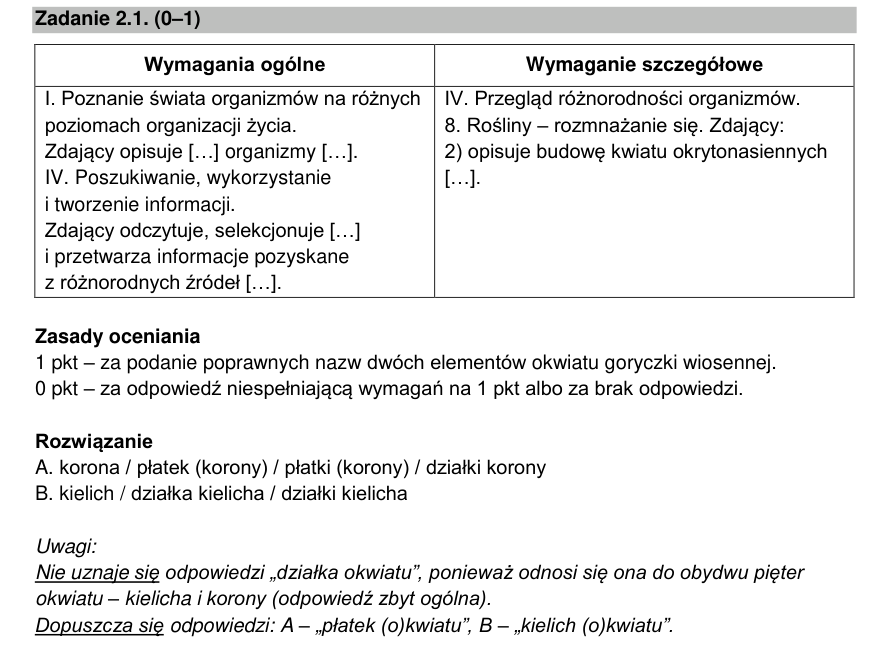 Zadanie 2.1. (0–1)
Wymagania ogólne
Wymaganie szczegółowe
I. Poznanie świata organizmów na różnych
poziomach organizacji życia.
Zdający opisuje […] organizmy […].
IV. Poszukiwanie, wykorzystanie
i tworzenie informacji.
Zdający odczytuje, selekcjonuje […]
i przetwarza informacje pozyskane
z różnorodnych źródeł […].
IV. Przegląd różnorodności organizmów.
8. Rośliny – rozmnażanie się. Zdający:
2) opisuje budowę kwiatu okrytonasiennych
[…].
Zasady oceniania
1 pkt – za podanie poprawnych nazw dwóch elementów okwiatu goryczki wiosennej.
0 pkt – za odpowiedź niespełniającą wymagań na 1 pkt albo za brak odpowiedzi.
Rozwiązanie
A. korona / płatek (korony) / płatki (korony) / działki korony
B. kielich / działka kielicha / działki kielicha
Uwagi:
Nie uznaje się odpowiedzi „działka okwiatu”, ponieważ odnosi się ona do obydwu pięter
okwiatu – kielicha i korony (odpowiedź zbyt ogólna).
Dopuszcza się odpowiedzi: A – „płatek (o)kwiatu”, B – „kielich (o)kwiatu”.